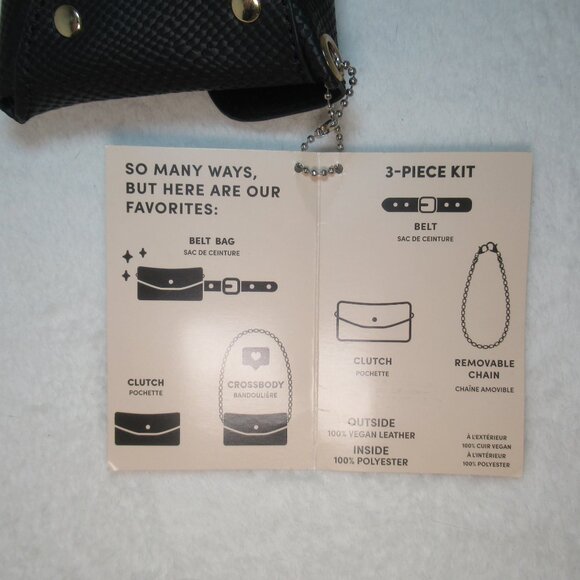 SO MANY WAYS,
BUT HERE ARE OUR
FAVORITES:
BELT BAG
SAC DE CEINTURE
CLUTCH
POCHETTE
CROSSBODY
BANDOULIÈRE
3-PIECE KIT
BELT
SAC DE CEINTURE
CLUTCH
POCHETTE
REMOVABLE
CHAIN
CHAÎNE AMOVIBLE
OUTSIDE
100% VEGAN LEATHER
INSIDE
100% POLYESTER
À L'EXTÉRIEUR
100% CUIR VEGAN
À L'INTÉRIEUR
100% POLYESTER